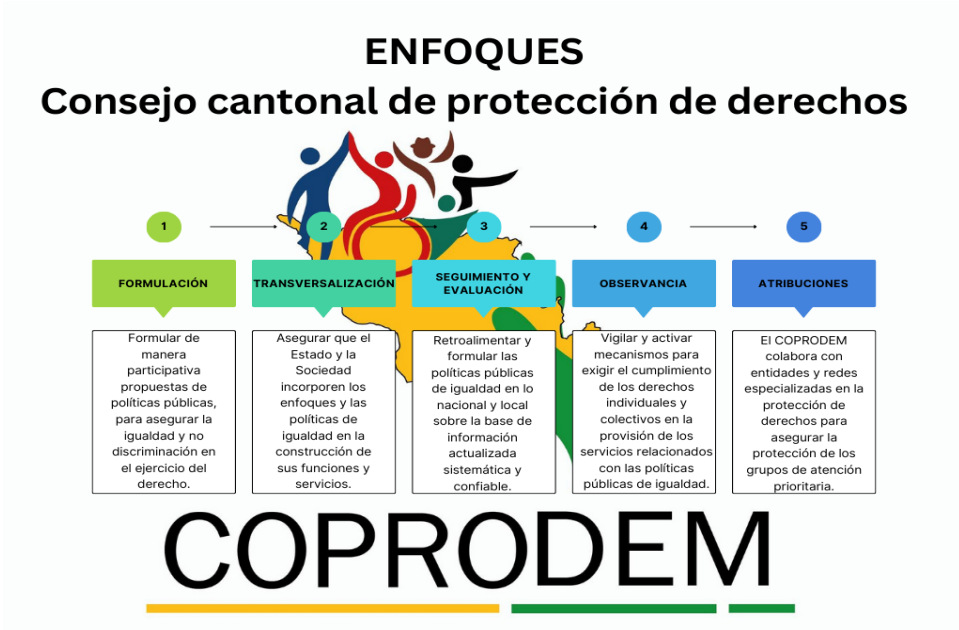 ENFOQUES
Consejo cantonal de protección de derechos
1
2
3
4
5
FORMULACIÓN
TRANSVERSALIZACIÓN
SEGUIMIENTO Y
EVALUACIÓN
OBSERVANCIA
ATRIBUCIONES
Formular de
manera
participativa
propuestas de
políticas públicas,
para asegurar la
igualdad y no
discriminación en
el ejercicio del
derecho.
Asegurar que el
Estado y la
Sociedad
incorporen los
enfoques y las
políticas de
igualdad en la
construcción de
sus funciones y
servicios.
Retroalimentar y
formular las
políticas públicas
de igualdad en lo
nacional y local
sobre la base de
información
actualizada
sistemática y
confiable.
Vigilar y activar
mecanismos para
exigir el cumplimiento
de los derechos
individuales y
colectivos en la
provisión de los
servicios relacionados
con las políticas
públicas de igualdad.
El COPRODEM
colabora con
entidades y redes
especializadas en la
protección de
derechos para
asegurar la
protección de los
grupos de atención
prioritaria.
COPRODEM